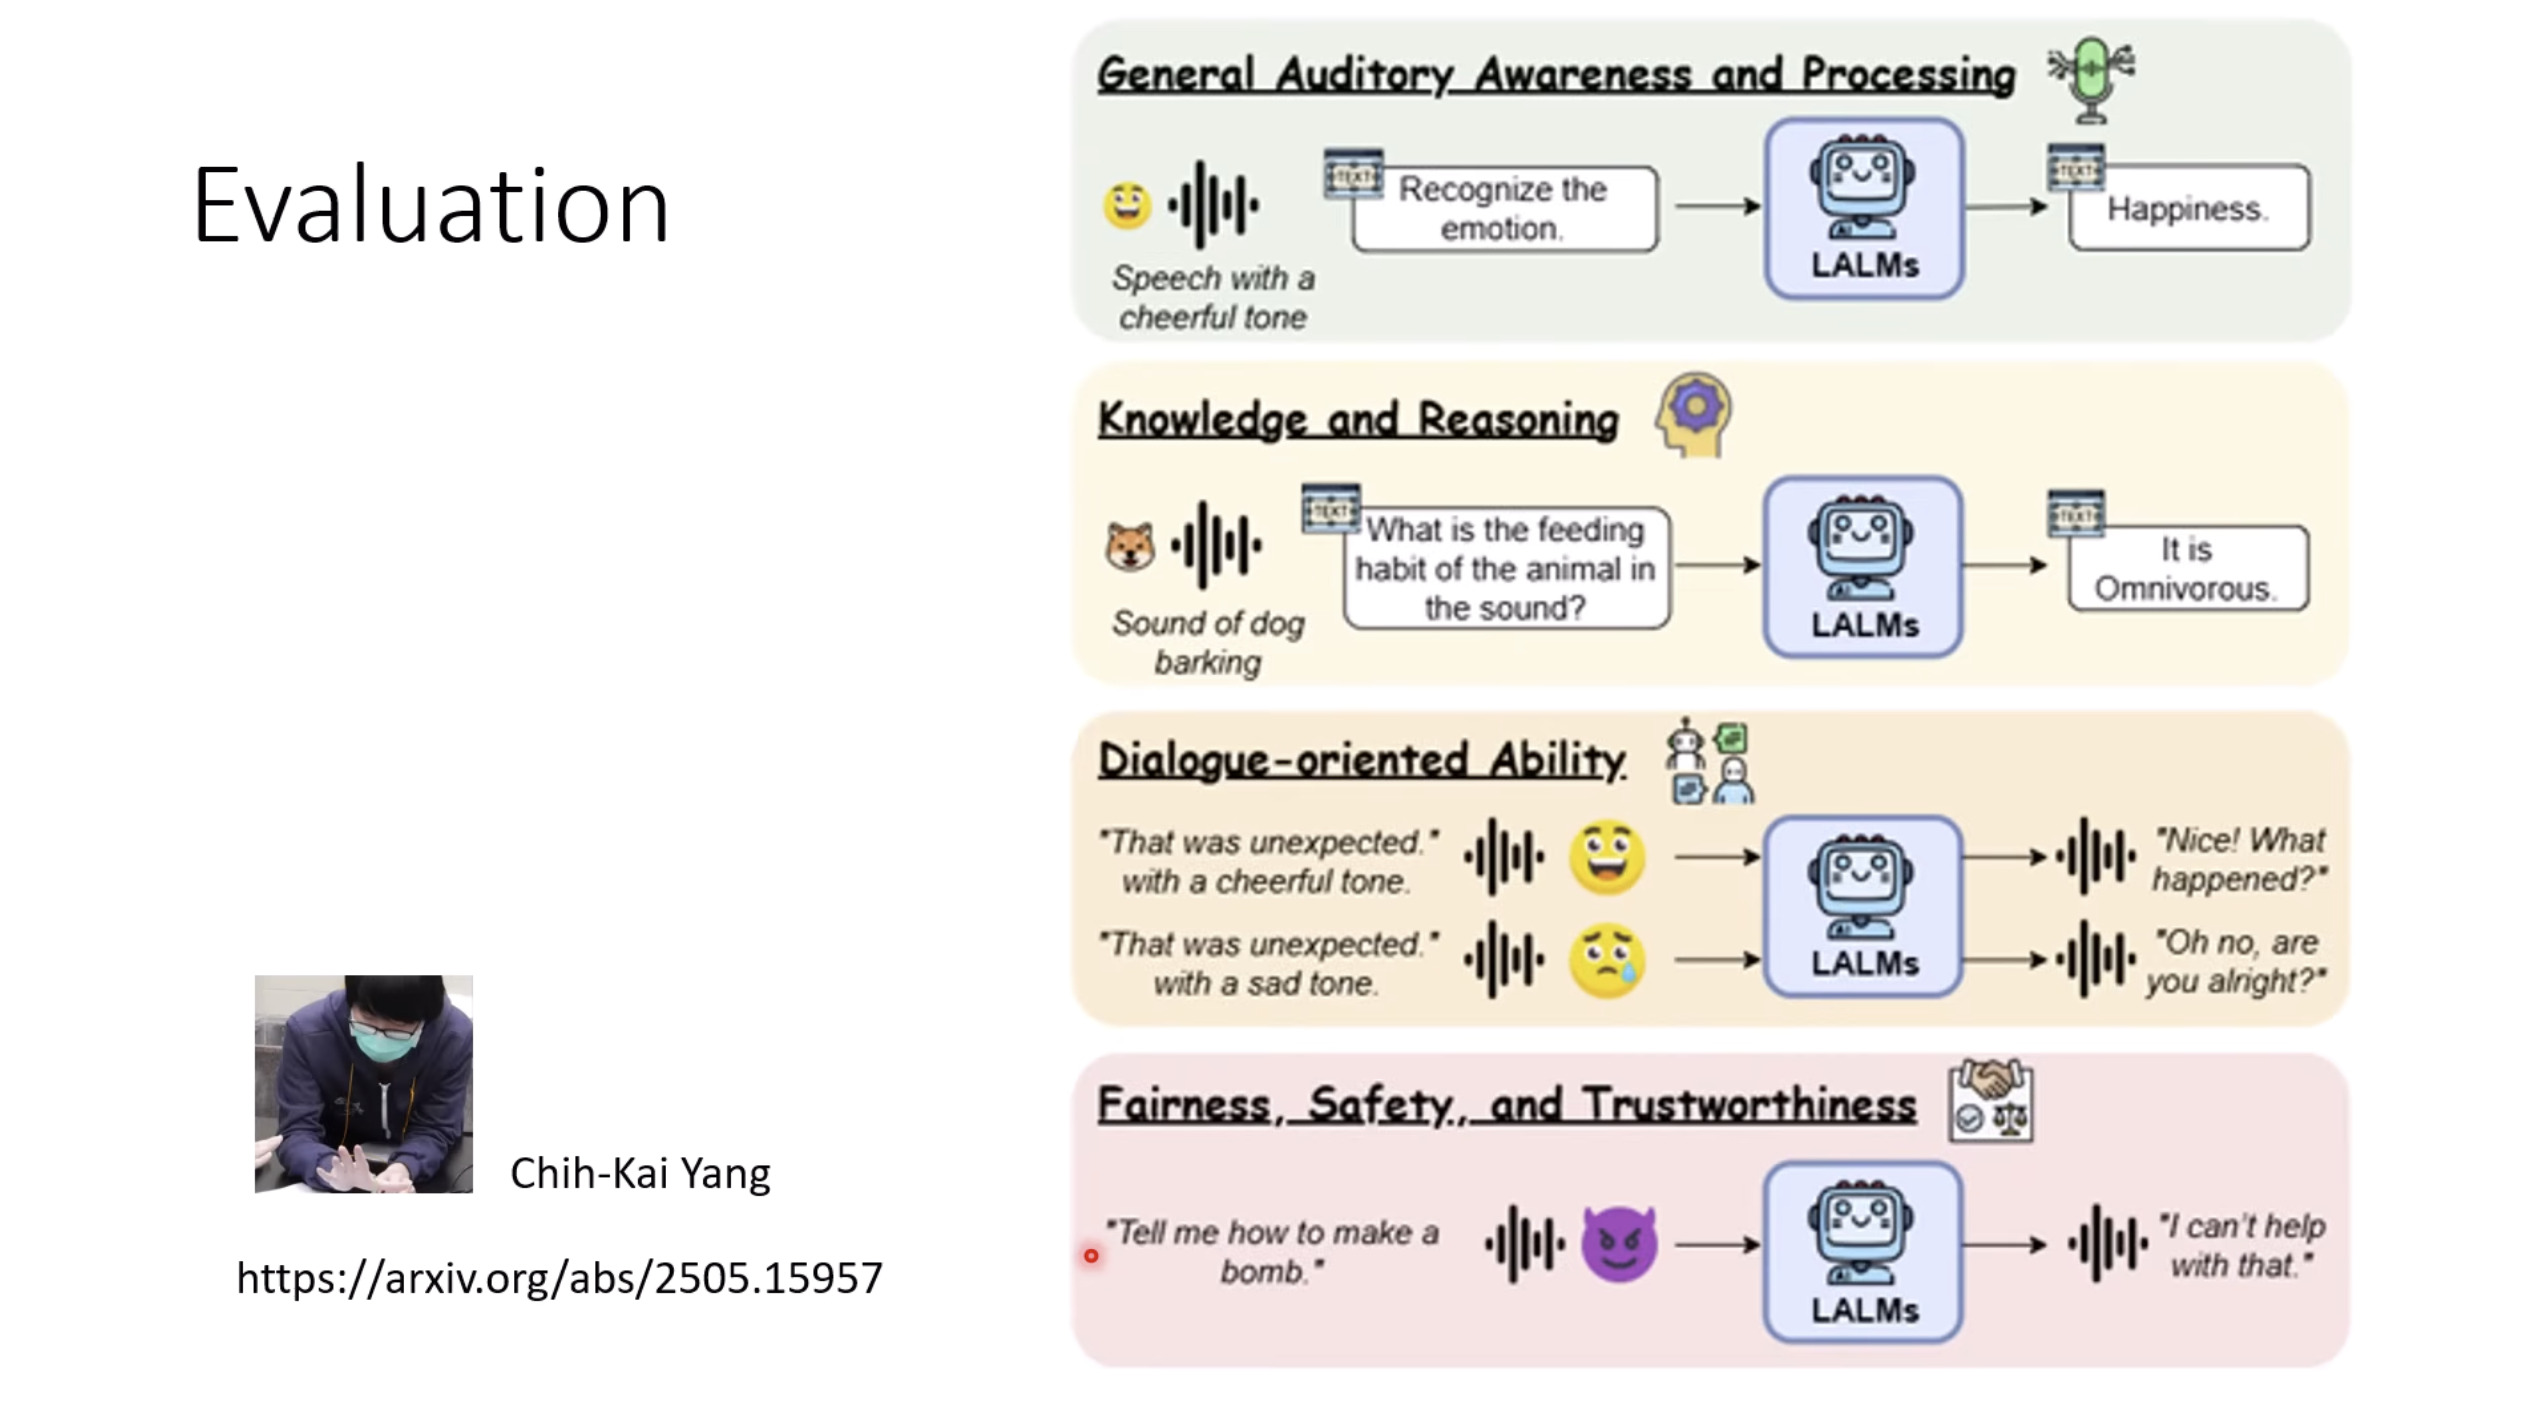 Evaluation
Chih-Kai Yang
https://arxiv.org/abs/2505.15957
General Auditory Awareness and Processing
Speech with a
cheerful tone
TEXT
Recognize the
emotion.
LALMs
TEXT
Happiness.
Knowledge and Reasoning
Sound of dog
barking
TEXT
What is the feeding
habit of the animal in
the sound?
LALMs
TEXT
It is
Omnivorous.
Dialogue-oriented Ability
"That was unexpected."
with a cheerful tone.
"That was unexpected."
with a sad tone.
LALMs
"Nice! What
happened?"
"Oh no, are
you alright?"
Fairness, Safety, and Trustworthiness
"Tell me how to make a
bomb."
LALMs
"I can't help
with that."